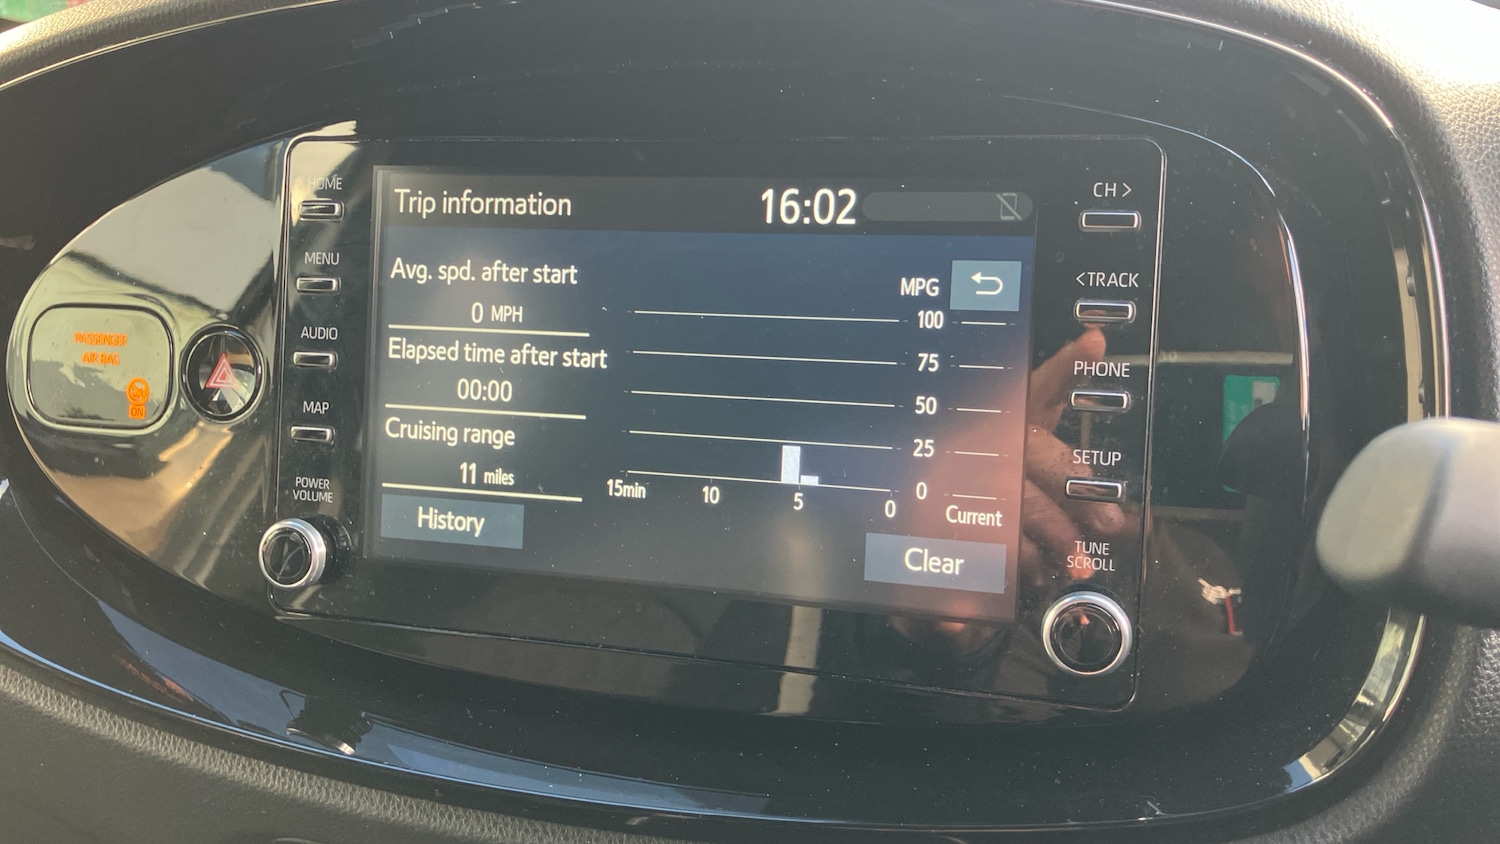 PASSENGER
AIR BAG
ON
HOME
MENU
AUDIO
MAP
POWER
VOLUME
Trip information
16:02
Avg. spd. after start
0 MPH
Elapsed time after start
00:00
Cruising range
11 miles
History
MPG
100
75
50
25
0
15min 10 5 0 Current
Clear
CH >
< TRACK
PHONE
SETUP
TUNE
SCROLL